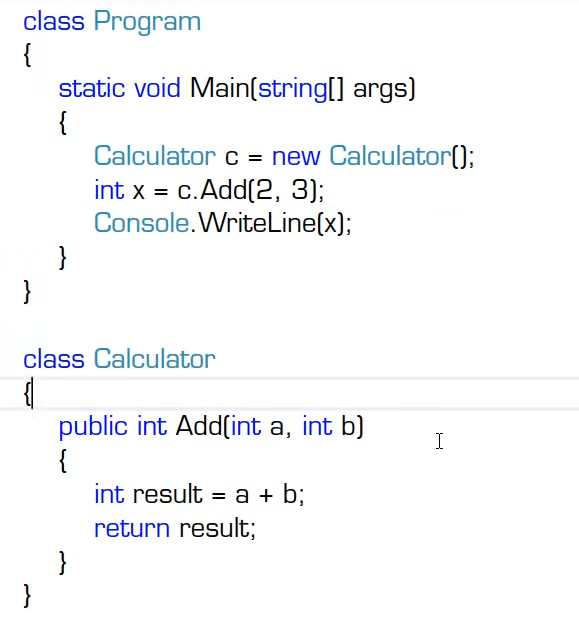 class Program
{
    static void Main(string[] args)
    {
        Calculator c = new Calculator();
        int x = c.Add(2, 3);
        Console.WriteLine(x);
    }
}
class Calculator
{
    public int Add(int a, int b)
    {
        int result = a + b;
        return result;
    }
}